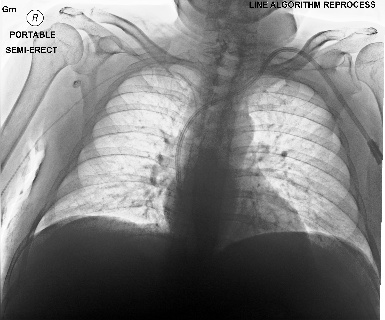 Grn
R
PORTABLE
SEMI-ERECT
LINE ALGORITHM REPROCESS